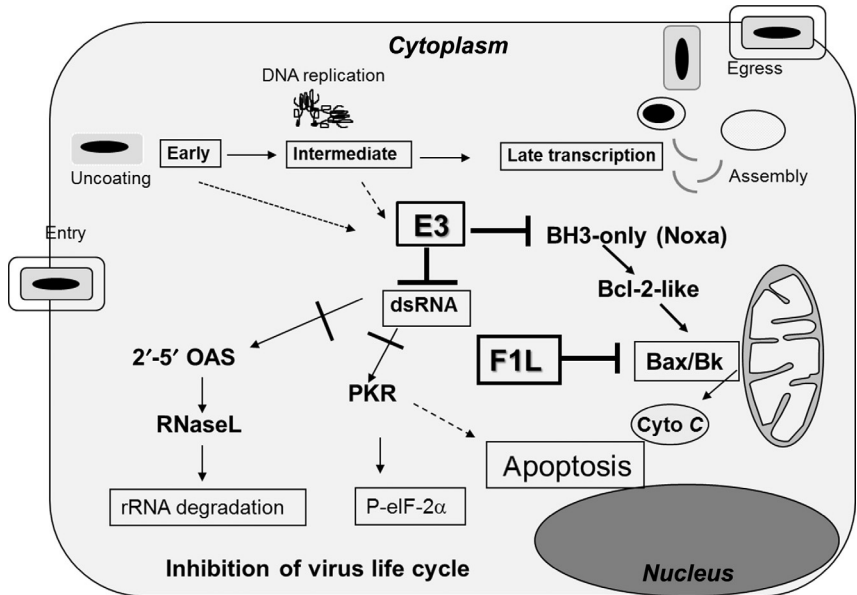 Cytoplasm
Egress
DNA replication
Early
Intermediate
Late transcription
Uncoating
Assembly
Entry
E3
BH3-only (Noxa)
Bcl-2-like
dsRNA
2′-5′ OAS
F1L
Bax/Bk
PKR
RNaseL
Cyto C
Apoptosis
rRNA degradation
P-eIF-2α
Inhibition of virus life cycle
Nucleus